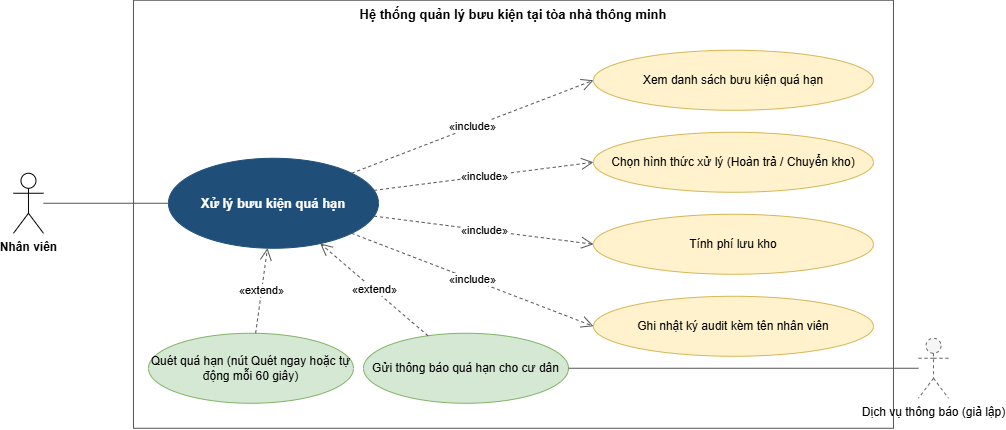 Hệ thống quản lý bưu kiện tại tòa nhà thông minh
Xem danh sách bưu kiện quá hạn
«include»
Chọn hình thức xử lý (Hoàn trả / Chuyển kho)
«include»
Xử lý bưu kiện quá hạn
«include»
Tính phí lưu kho
Nhân viên
«include»
«extend»
«extend»
Ghi nhật ký audit kèm tên nhân viên
Quét quá hạn (nút Quét ngay hoặc tự
động mỗi 60 giây)
Gửi thông báo quá hạn cho cư dân
Dịch vụ thông báo (giả lập)